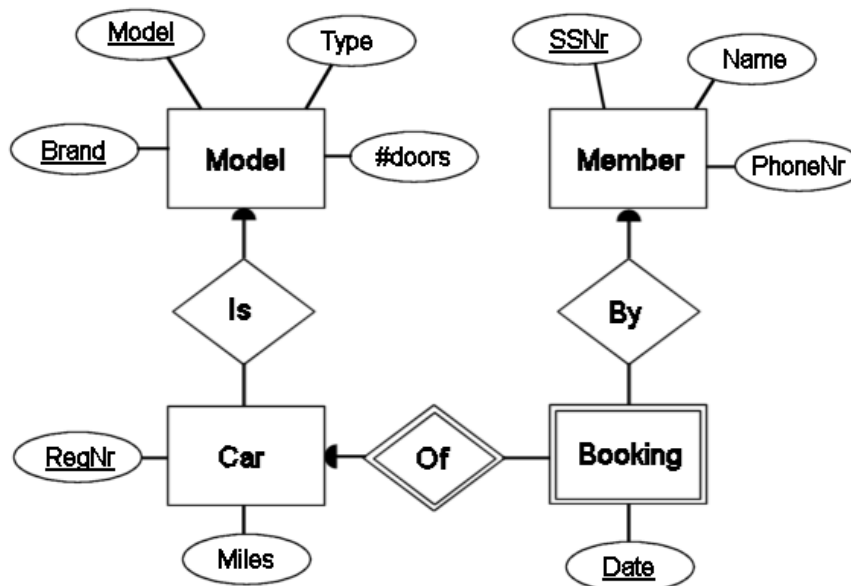 Model
Type
SSNr
Name
Brand
Model
#doors
Member
PhoneNr
Is
By
RegNr
Car
Of
Booking
Miles
Date